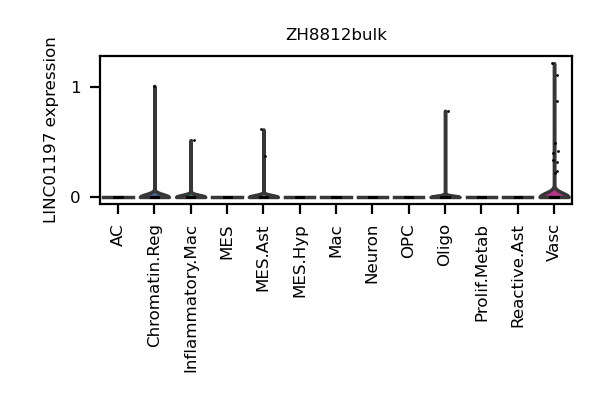 ZH8812bulk
LINC01197 expression
1
0
AC
Chromatin.Reg
Inflammatory.Mac
MES
MES.Ast
MES.Hyp
Mac
Neuron
OPC
Oligo
Prolif.Metab
Reactive.Ast
Vasc